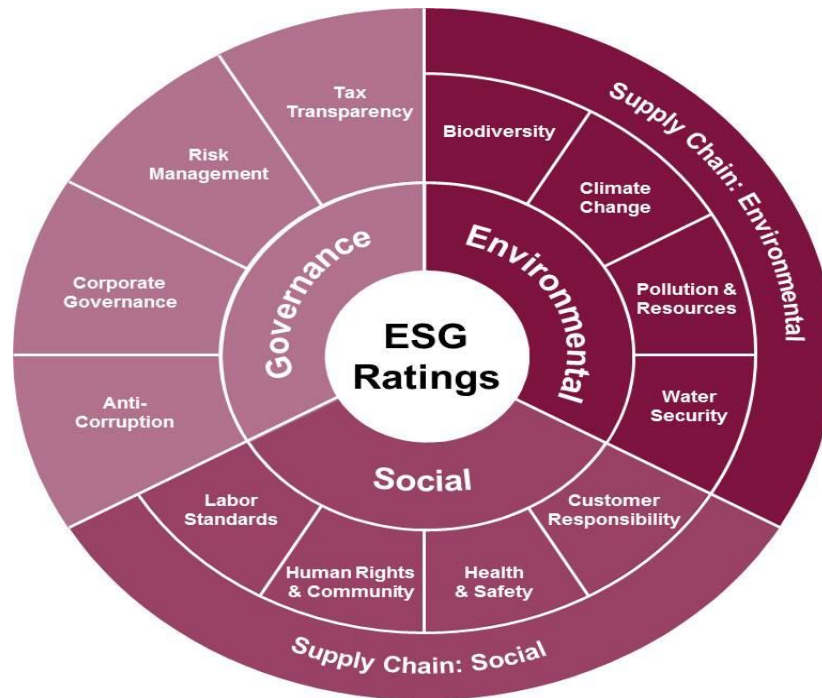 ESG
Ratings
Environmental
Biodiversity
Climate
Change
Pollution &
Resources
Water
Security
Supply Chain: Environmental
Social
Customer
Responsibility
Health
& Safety
Human Rights
& Community
Labor
Standards
Supply Chain: Social
Governance
Anti-
Corruption
Corporate
Governance
Risk
Management
Tax
Transparency